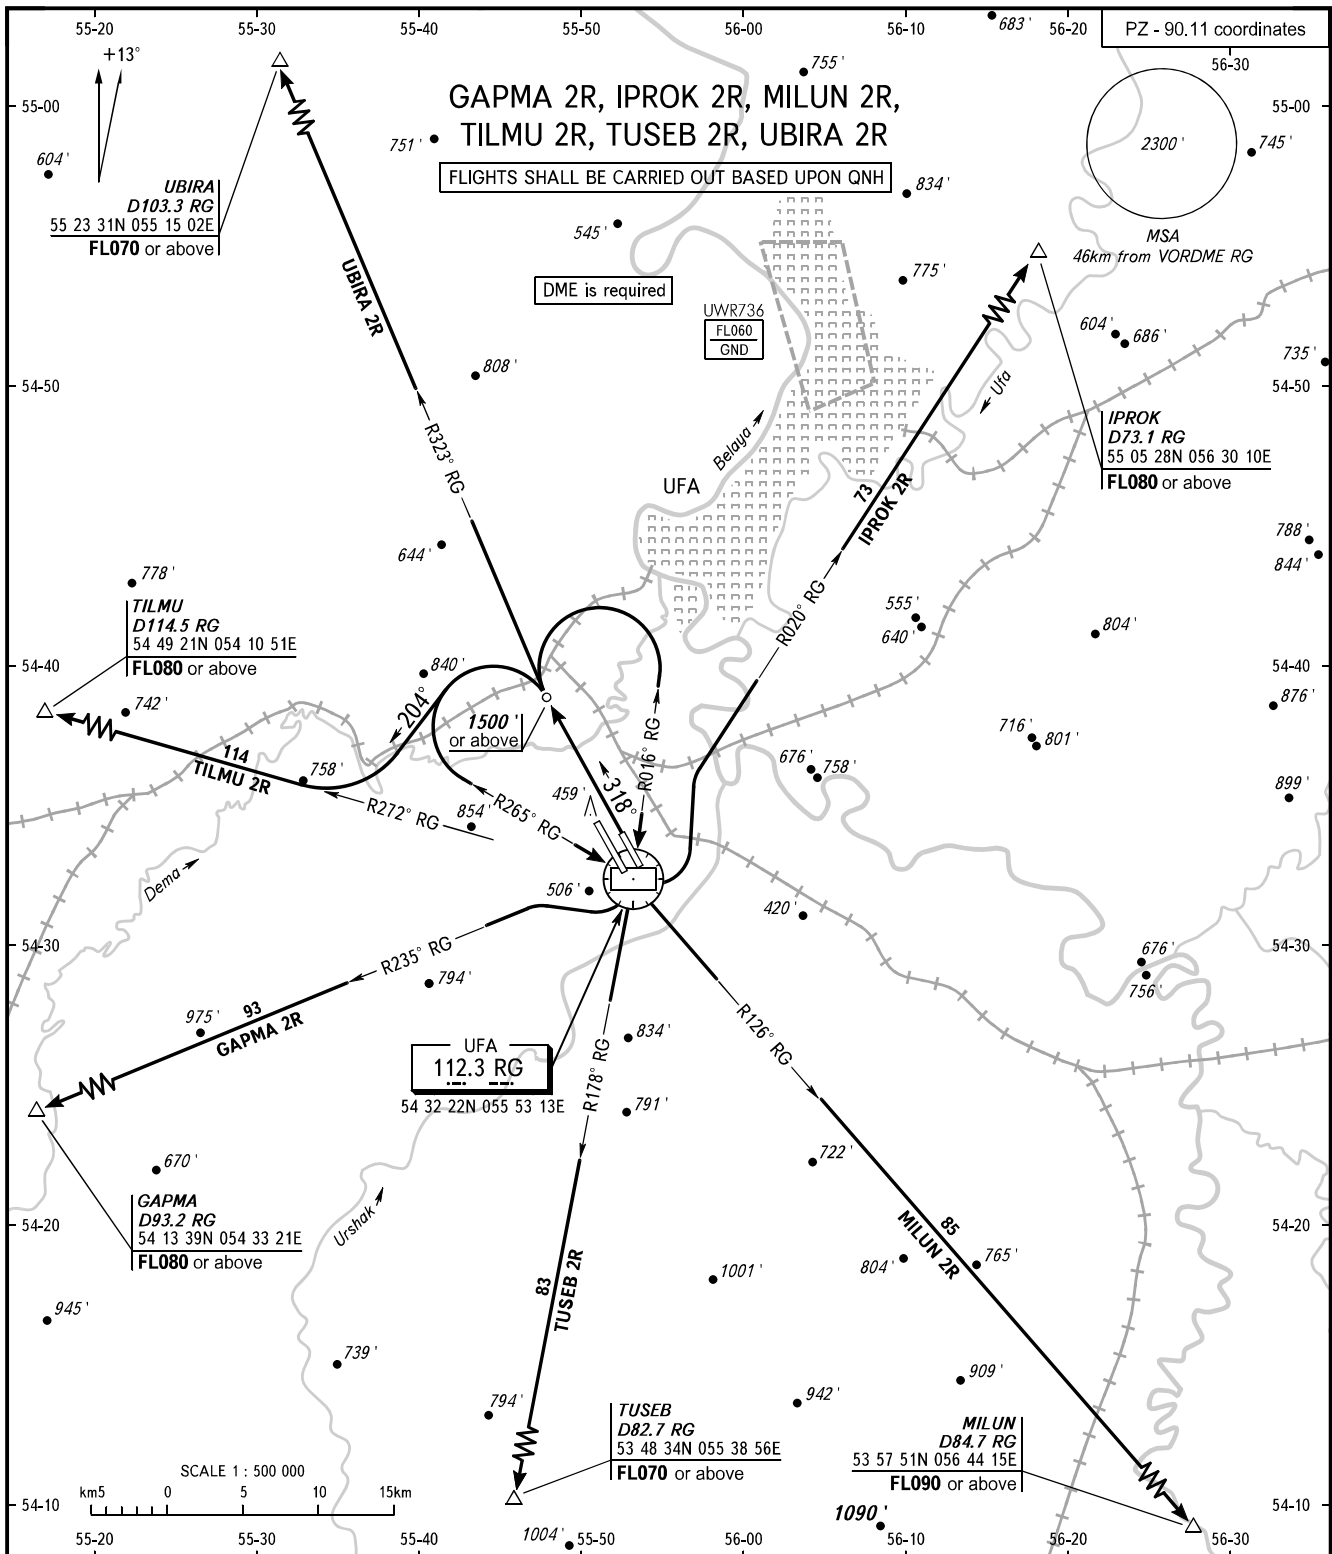 55-20
55-30
55-40
55-50
56-00
56-10
56-20
683'
PZ - 90.11 coordinates
56-30
+13°
55-00
55-00
755'
GAPMA 2R, IPROK 2R, MILUN 2R,
TILMU 2R, TUSEB 2R, UBIRA 2R
FLIGHTS SHALL BE CARRIED OUT BASED UPON QNH
751'
604'
2300'
745'
834'
UBIRA
D103.3 RG
55 23 31N 055 15 02E
FL070 or above
545'
MSA
46km from VORDME RG
DME is required
775'
UBIRA 2R
UWR736
FL060
GND
604'
686'
735'
808'
54-50
54-50
Ufa
Belaya
IPROK
D73.1 RG
55 05 28N 056 30 10E
FL080 or above
R323° RG
UFA
73
IPROK 2R
644'
788'
844'
778'
TILMU
D114.5 RG
54 49 21N 054 10 51E
FL080 or above
R020° RG
555'
640'
804'
54-40
54-40
840'
204°
742'
1500'
or above
876'
R016° RG
716'
801'
114
TILMU 2R
758'
676'
758'
318°
459'
899'
R272° RG
854'
R265° RG
Dema
506'
420'
54-30
54-30
R235° RG
676'
756'
794'
93
GAPMA 2R
975'
834'
R126° RG
UFA
112.3 RG
54 32 22N 055 53 13E
R178° RG
791'
722'
670'
GAPMA
D93.2 RG
54 13 39N 054 33 21E
FL080 or above
Urshak
54-20
54-20
85
MILUN 2R
83
TUSEB 2R
804'
765'
1001'
945'
739'
909'
942'
794'
TUSEB
D82.7 RG
53 48 34N 055 38 56E
FL070 or above
MILUN
D84.7 RG
53 57 51N 056 44 15E
FL090 or above
SCALE 1 : 500 000
km5 0 5 10 15km
54-10
54-10
1090'
1004'
55-20
55-30
55-40
55-50
56-00
56-10
56-20
56-30